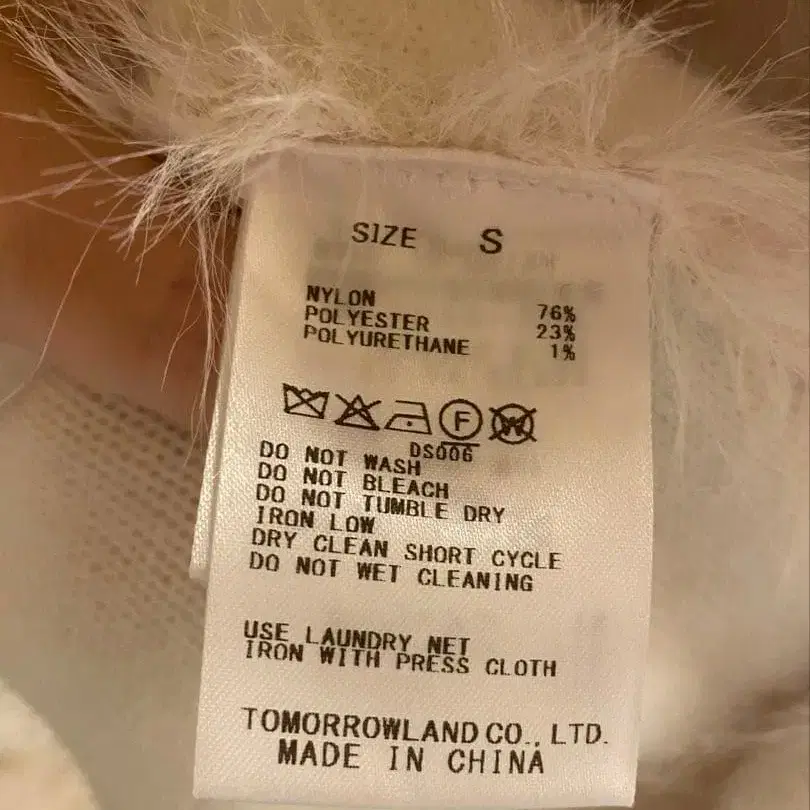 SIZE S
NYLON 76%
POLYESTER 23%
POLYURETHANE 1%
F W
DS006
DO NOT WASH
DO NOT BLEACH
DO NOT TUMBLE DRY
IRON LOW
DRY CLEAN SHORT CYCLE
DO NOT WET CLEANING
USE LAUNDRY NET
IRON WITH PRESS CLOTH
TOMORROWLAND CO., LTD.
MADE IN CHINA